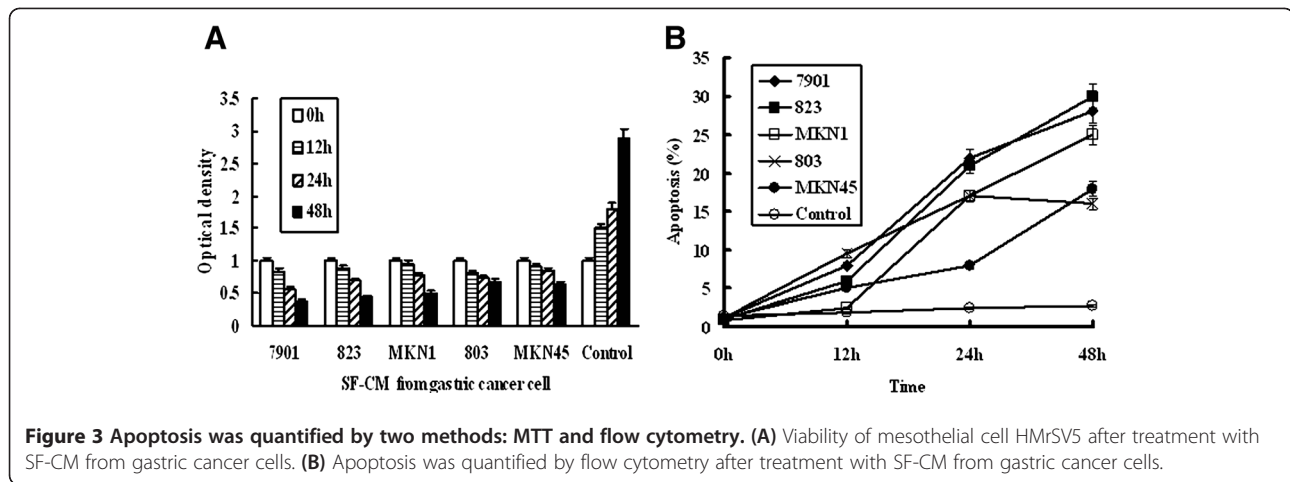 A
3.5
3
2.5
2
1.5
1
0.5
0
Optical density
0h
12h
24h
48h
7901 823 MKN1 803 MKN45 Control
SF-CM from gastric cancer cell
B
35
30
25
20
15
10
5
0
Apoptosis (%)
7901
823
MKN1
803
MKN45
Control
0h 12h 24h 48h
Time
Figure 3 Apoptosis was quantified by two methods: MTT and flow cytometry. (A) Viability of mesothelial cell HMrSV5 after treatment with
SF-CM from gastric cancer cells. (B) Apoptosis was quantified by flow cytometry after treatment with SF-CM from gastric cancer cells.